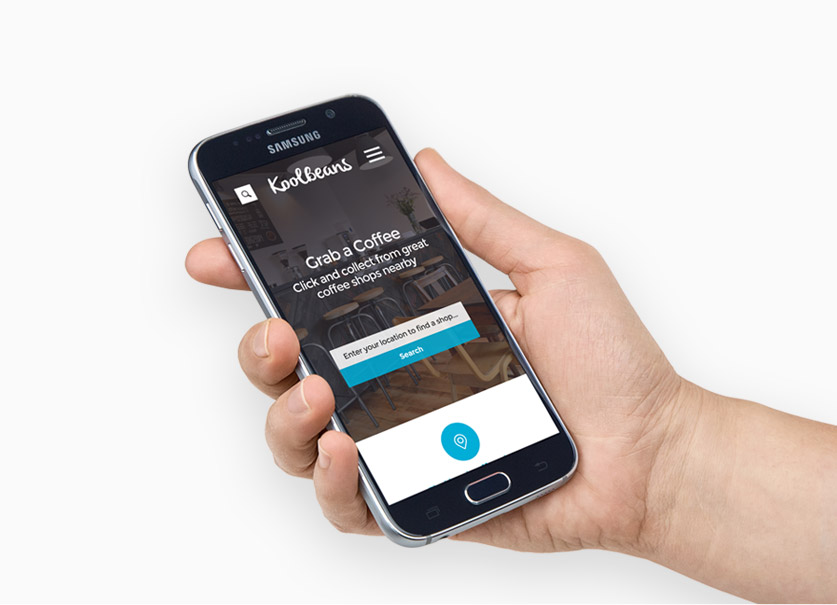 SAMSUNG
Koolbeans
Grab a Coffee
Click and collect from great
coffee shops nearby
Enter your location to find a shop...
Search